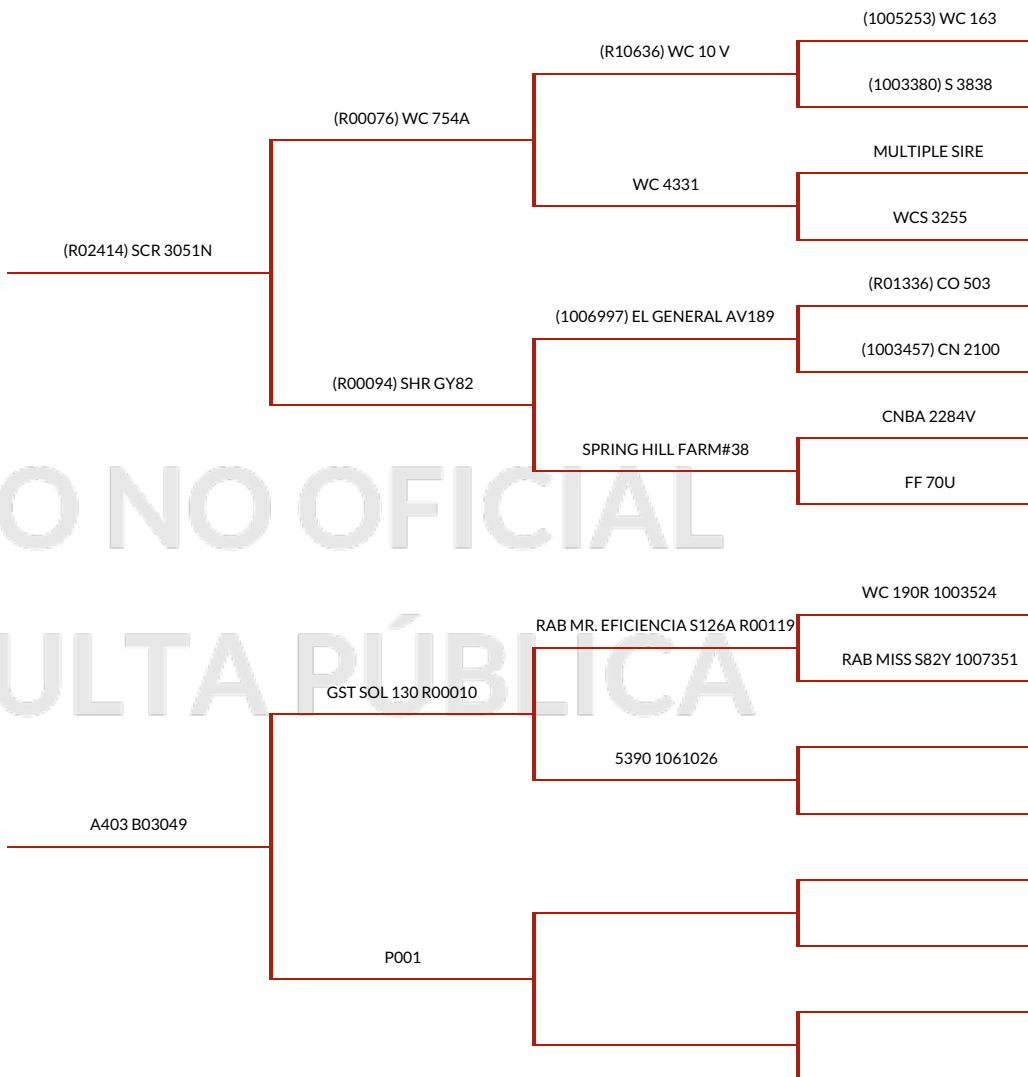 (1005253) WC 163
(R10636) WC 10 V
(1003380) S 3838
(R00076) WC 754A
MULTIPLE SIRE
WC 4331
WCS 3255
(R02414) SCR 3051N
(R01336) CO 503
(1006997) EL GENERAL AV189
(1003457) CN 2100
(R00094) SHR GY82
CNBA 2284V
SPRING HILL FARM#38
FF 70U
O NO OFICIAL
WC 190R 1003524
RAB MR. EFICIENCIA S126A R00119
RAB MISS S82Y 1007351
ULTA PÚBLICA
GST SOL 130 R00010
5390 1061026
A403 B03049
P001